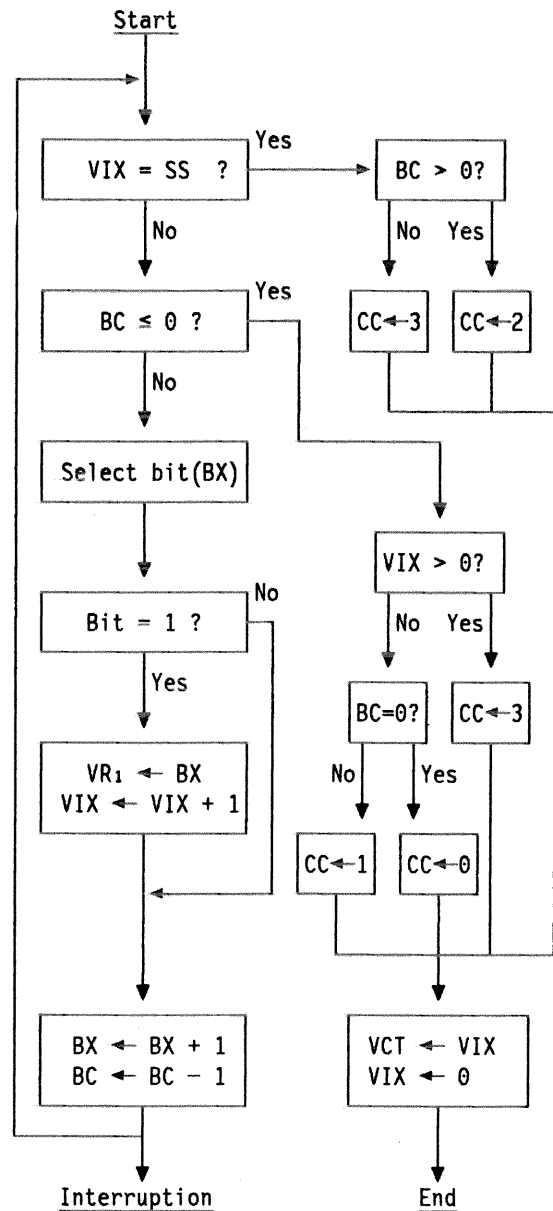 Start
Yes
VIX = SS ?
BC > 0?
No
No Yes
Yes
BC ≤ 0 ?
CC←3
CC←2
No
Select bit(BX)
VIX > 0?
No
Bit = 1 ?
No Yes
Yes
BC=0?
CC←3
VR₁ ← BX
VIX ← VIX + 1
No
Yes
CC←1
CC←0
BX ← BX + 1
BC ← BC - 1
VCT ← VIX
VIX ← 0
Interruption
End